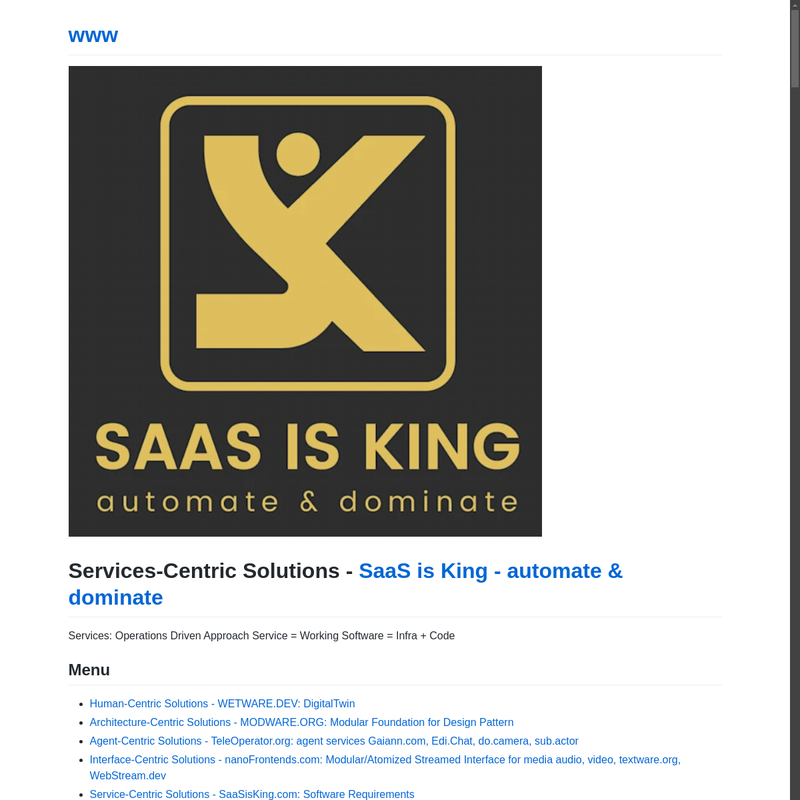 www
SAAS IS KING
automate & dominate
Services-Centric Solutions - SaaS is King - automate &
dominate
Services: Operations Driven Approach Service = Working Software = Infra + Code
Menu
Human-Centric Solutions - WETWARE.DEV: DigitalTwin
Architecture-Centric Solutions - MODWARE.ORG: Modular Foundation for Design Pattern
Agent-Centric Solutions - TeleOperator.org: agent services Gaiann.com, Edi.Chat, do.camera, sub.actor
Interface-Centric Solutions - nanoFrontends.com: Modular/Atomized Streamed Interface for media audio, video, textware.org,
WebStream.dev
Service-Centric Solutions - SaaSisKing.com: Software Requirements